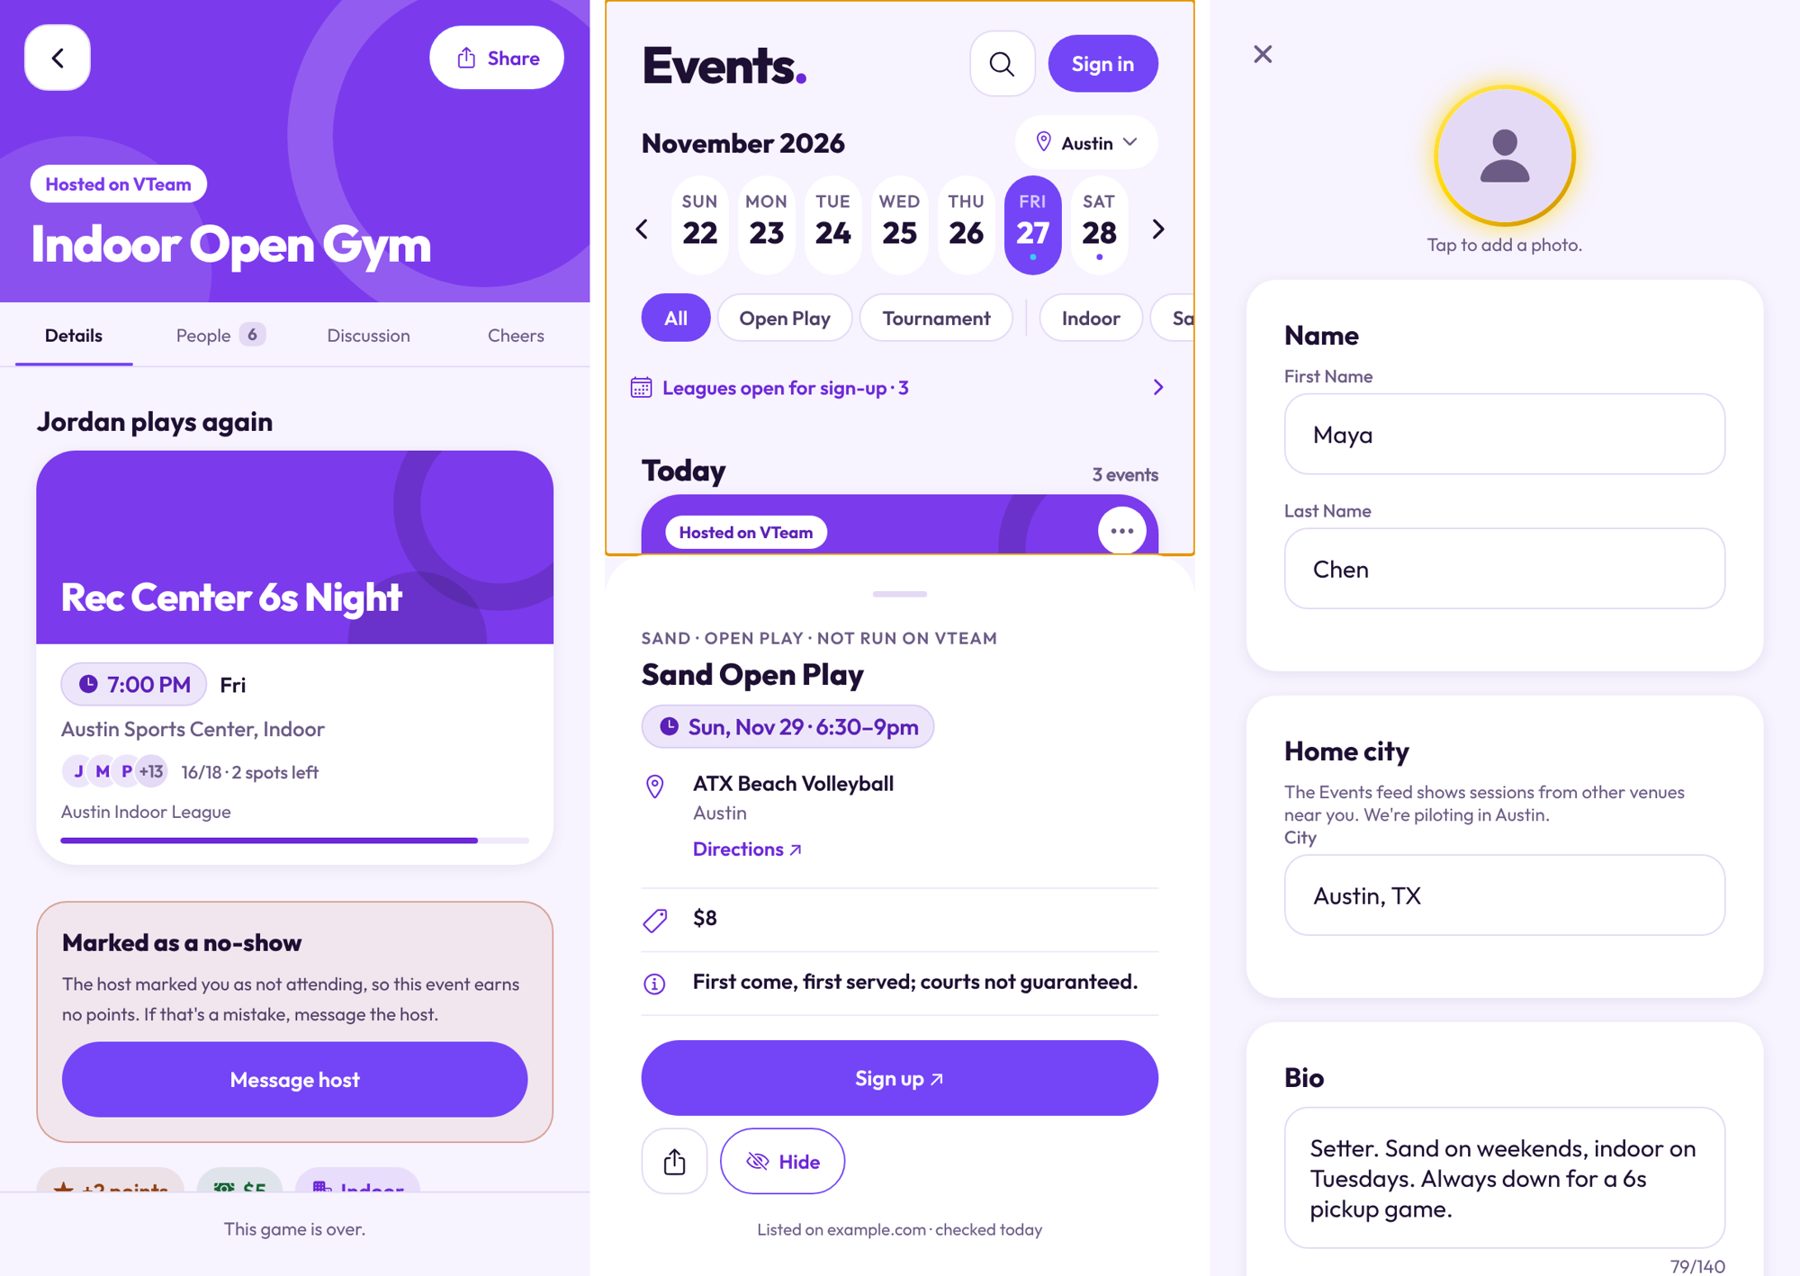 Share
Hosted on VTeam
Indoor Open Gym
Details
People 6
Discussion
Cheers
Jordan plays again
Rec Center 6s Night
7:00 PM Fri
Austin Sports Center, Indoor
J M P +13 16/18 · 2 spots left
Austin Indoor League
Marked as a no-show
The host marked you as not attending, so this event earns
no points. If that's a mistake, message the host.
Message host
+2 points $5 Indoor
This game is over.
Events.
Sign in
November 2026
Austin
SUN MON TUE WED THU FRI SAT
22 23 24 25 26 27 28
All Open Play Tournament Indoor Sa
Leagues open for sign-up · 3
Today
3 events
Hosted on VTeam
SAND · OPEN PLAY · NOT RUN ON VTEAM
Sand Open Play
Sun, Nov 29 · 6:30–9pm
ATX Beach Volleyball
Austin
Directions
$8
First come, first served; courts not guaranteed.
Sign up
Hide
Listed on example.com · checked today
Tap to add a photo.
Name
First Name
Maya
Last Name
Chen
Home city
The Events feed shows sessions from other venues
near you. We're piloting in Austin.
City
Austin, TX
Bio
Setter. Sand on weekends, indoor on
Tuesdays. Always down for a 6s
pickup game.
79/140